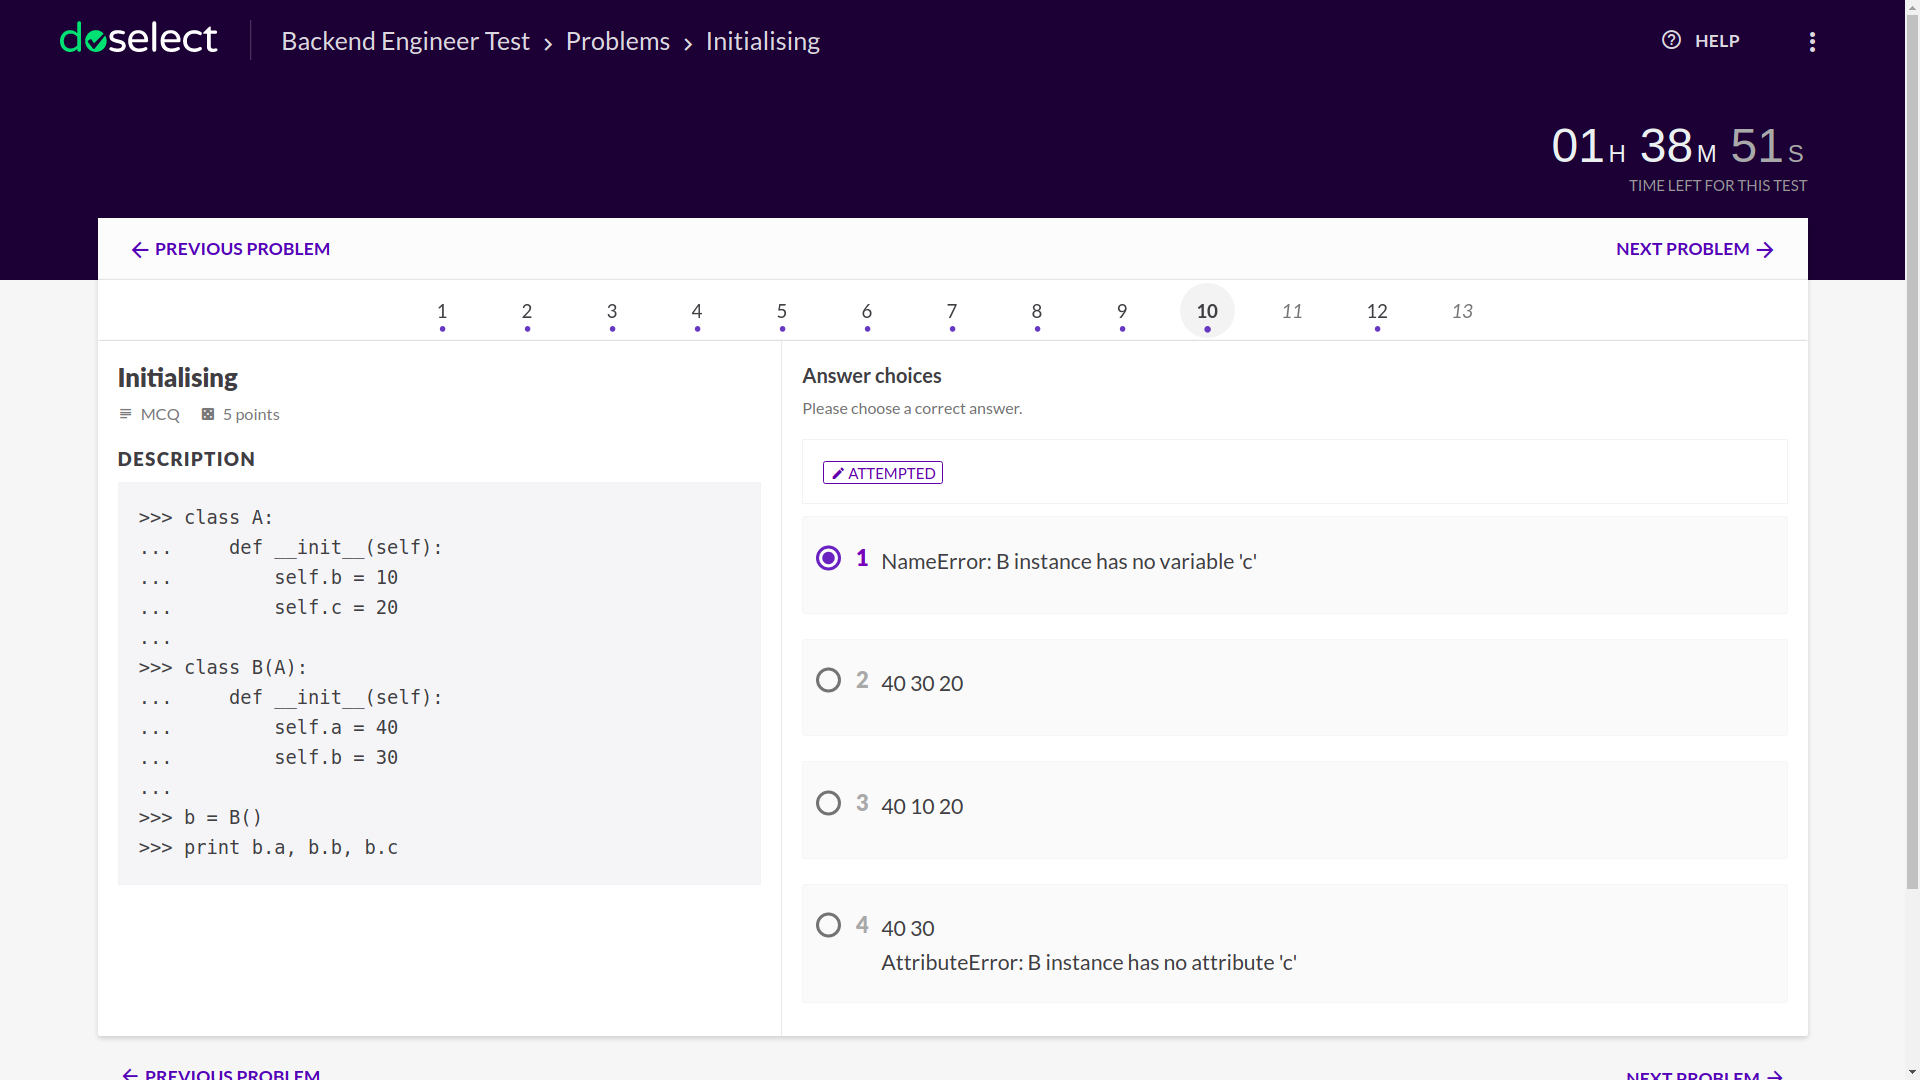 doselect
Backend Engineer Test › Problems › Initialising
HELP
01 H 38 M 51 S
TIME LEFT FOR THIS TEST
← PREVIOUS PROBLEM
NEXT PROBLEM →
1 2 3 4 5 6 7 8 9 10 11 12 13
Initialising
MCQ 5 points
DESCRIPTION
>>> class A:
...     def __init__(self):
...         self.b = 10
...         self.c = 20
...
>>> class B(A):
...     def __init__(self):
...         self.a = 40
...         self.b = 30
...
>>> b = B()
>>> print b.a, b.b, b.c
Answer choices
Please choose a correct answer.
ATTEMPTED
1 NameError: B instance has no variable 'c'
2 40 30 20
3 40 10 20
4 40 30
AttributeError: B instance has no attribute 'c'
← PREVIOUS PROBLEM
NEXT PROBLEM →